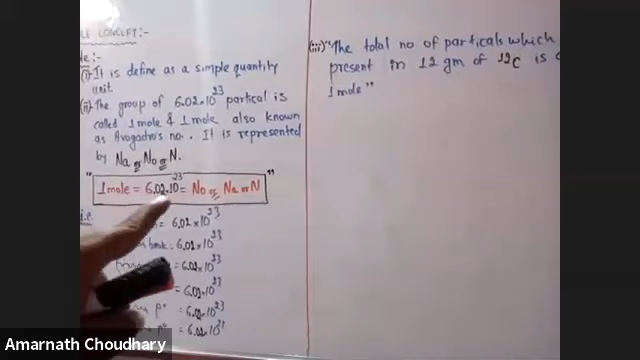 CONCEPT:-
(i) It is define as a simple quantity
unit.
(ii) The group of 6.02×10²³ partical is
called 1mole & 1mole also known
as Avogadro's no. It is represented
by Na or No or N.
"1mole = 6.02×10²³ = No or Na or N"
i.e
= 6.02×10²³
= 6.02×10²³
= 6.02×10²³
= 6.02×10²³
= 6.02×10²³
= 6.02×10²³
(iii) "The total no of particals which
present in 12 gm of ¹²C is
1mole"
Amarnath Choudhary